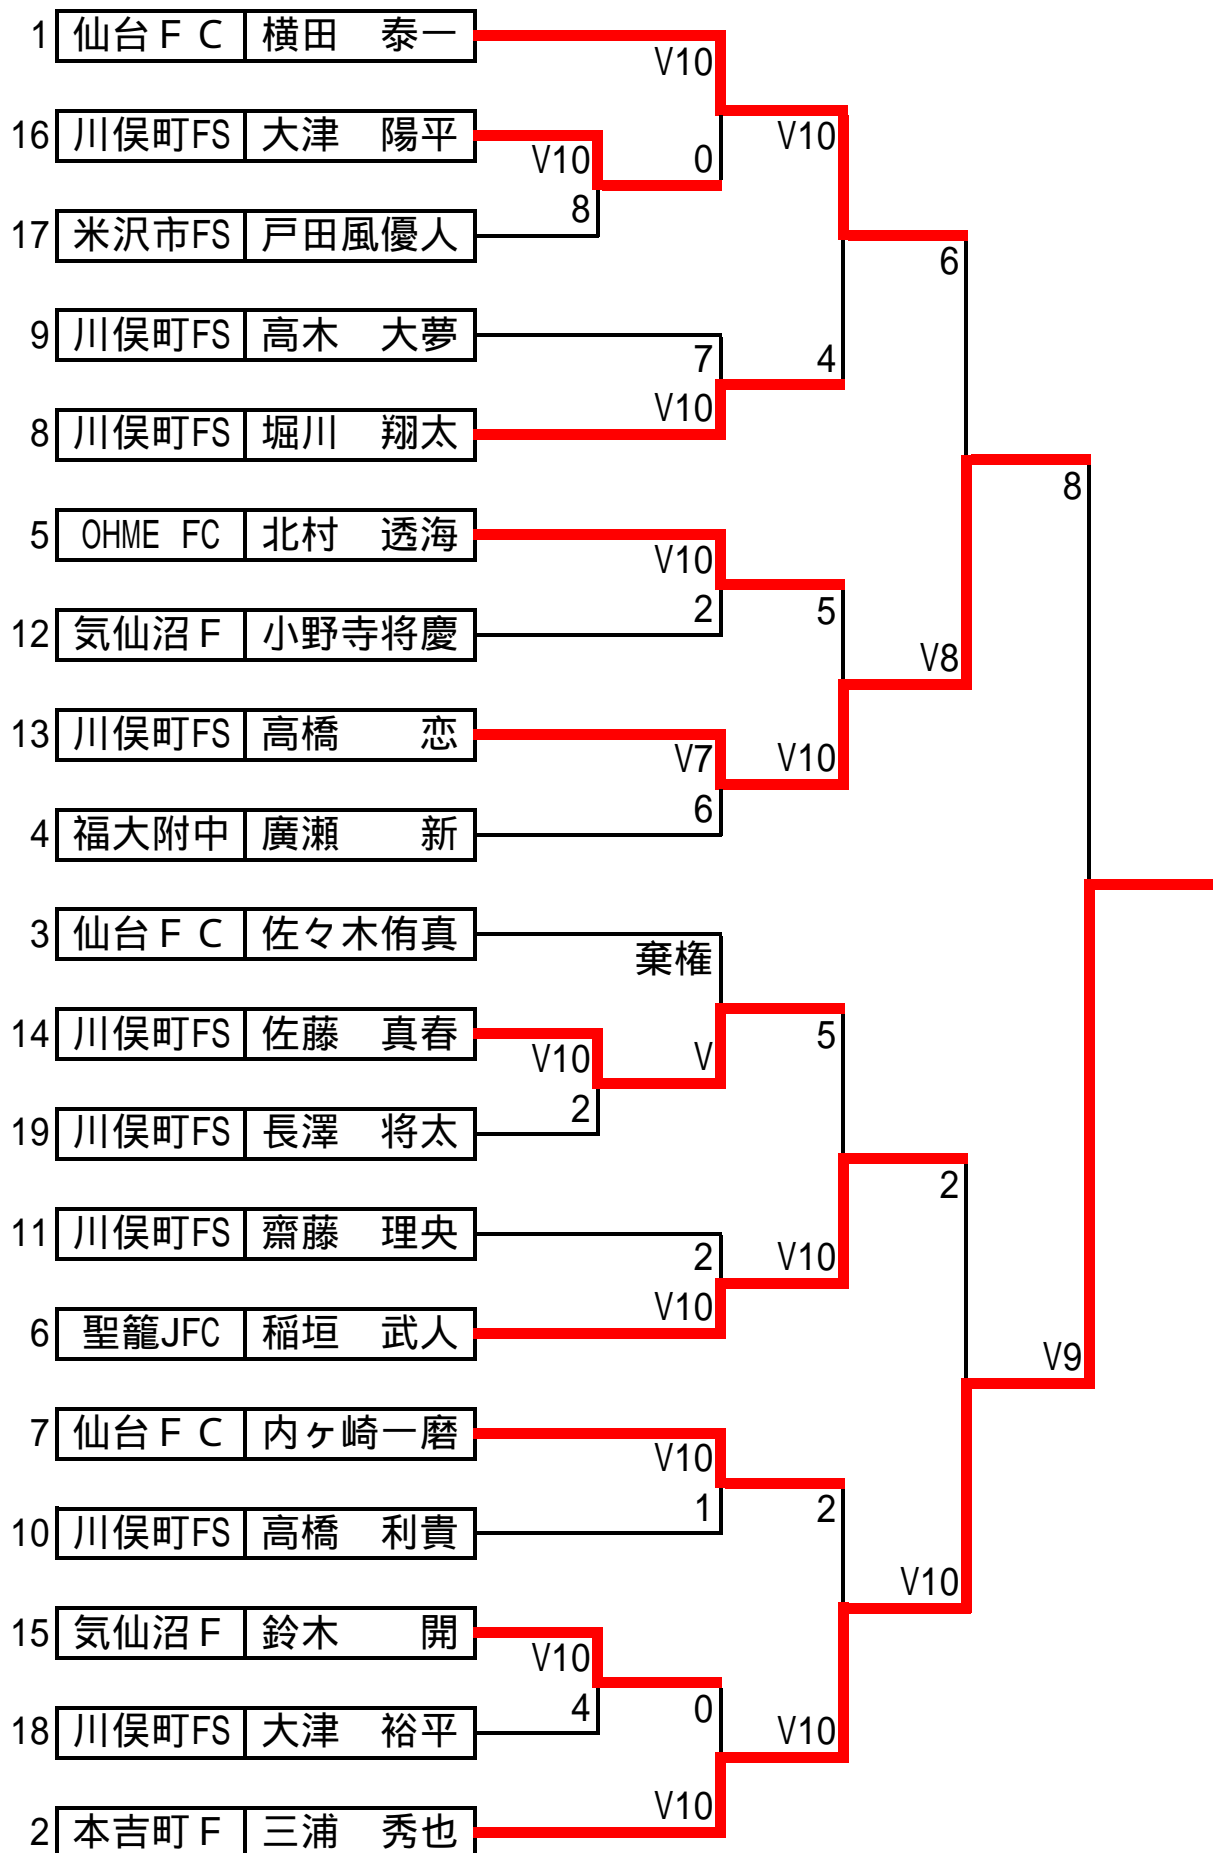 1 仙台ＦＣ 横田　泰一
V10
16 川俣町FS 大津　陽平
V10
V10
0
8
17 米沢市FS 戸田風優人
6
9 川俣町FS 高木　大夢
7
4
V10
8 川俣町FS 堀川　翔太
8
5 OHME FC 北村　透海
V10
2
5
12 気仙沼Ｆ 小野寺将慶
V8
13 川俣町FS 高橋　　恋
V7
V10
6
4 福大附中 廣瀬　　新
3 仙台ＦＣ 佐々木侑真
棄権
14 川俣町FS 佐藤　真春
5
V10
V
2
19 川俣町FS 長澤　将太
2
11 川俣町FS 齋藤　理央
2
V10
V10
6 聖籠JFC 稲垣　武人
V9
7 仙台ＦＣ 内ヶ崎一磨
V10
1
2
10 川俣町FS 高橋　利貴
V10
15 気仙沼Ｆ 鈴木　　開
V10
4
0
18 川俣町FS 大津　裕平
V10
V10
2 本吉町Ｆ 三浦　秀也